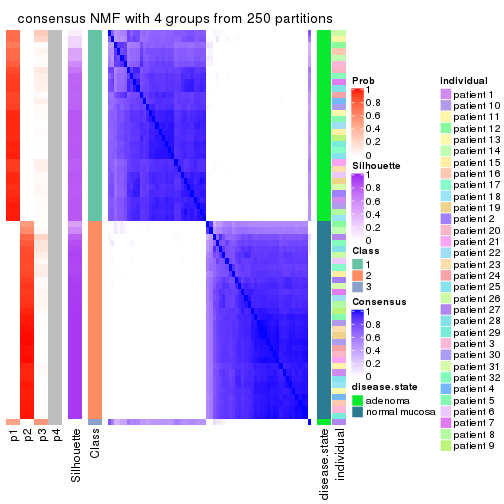 consensus NMF with 4 groups from 250 partitions
p1
p2
p3
p4
Silhouette
Class
disease.state
individual
Prob
1
0.8
0.6
0.4
0.2
0
Silhouette
1
0.8
0.6
0.4
0.2
0
Class
1
2
3
Consensus
1
0.8
0.6
0.4
0.2
0
disease.state
adenoma
normal mucosa
individual
patient 1
patient 10
patient 11
patient 12
patient 13
patient 14
patient 15
patient 16
patient 17
patient 18
patient 19
patient 2
patient 20
patient 21
patient 22
patient 23
patient 24
patient 25
patient 26
patient 27
patient 28
patient 29
patient 3
patient 30
patient 31
patient 32
patient 4
patient 5
patient 6
patient 7
patient 8
patient 9